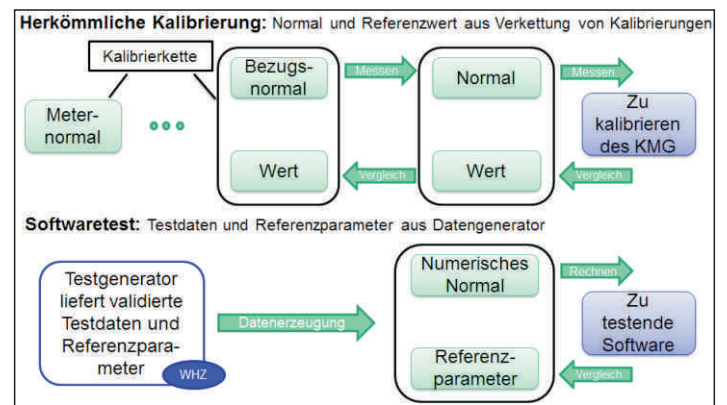 Herkömmliche Kalibrierung: Normal und Referenzwert aus Verkettung von Kalibrierungen
Kalibrierkette
Meter-
normal
Bezugs-
normal
Wert
Messen
Vergleich
Normal
Wert
Messen
Vergleich
Zu
kalibrieren
des KMG
Softwaretest: Testdaten und Referenzparameter aus Datengenerator
Testgenerator
liefert validierte
Testdaten und
Referenzpara-
meter
WHZ
Datenerzeugung
Numerisches
Normal
Referenz-
parameter
Rechnen
Vergleich
Zu
testende
Software